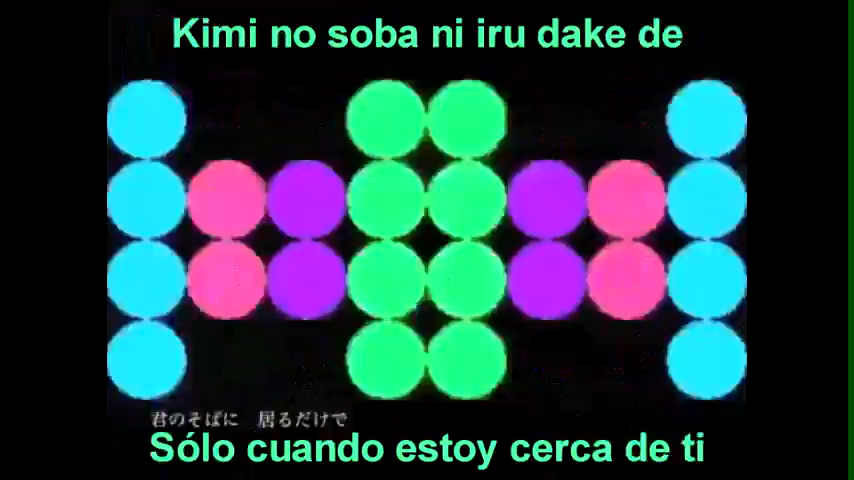 Kimi no soba ni iru dake de
君のそばに 居るだけで
Sólo cuando estoy cerca de ti